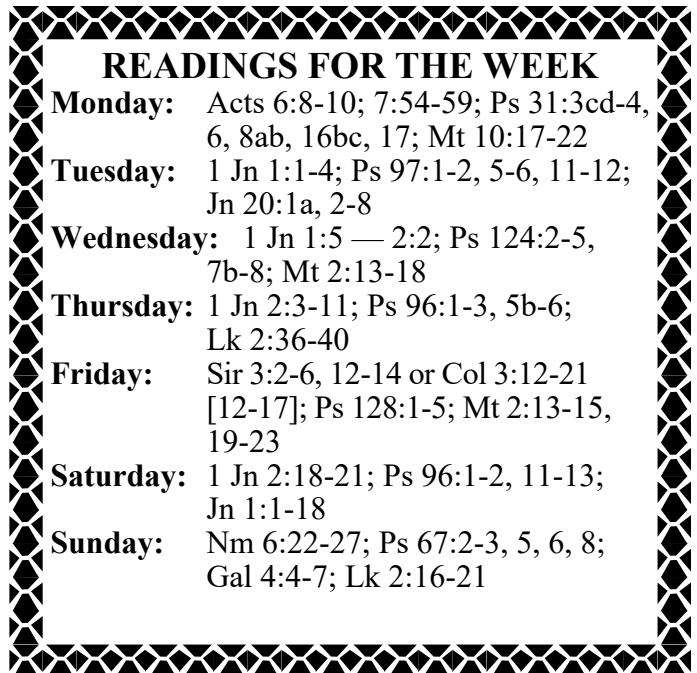 READINGS FOR THE WEEK
Monday: Acts 6:8-10; 7:54-59; Ps 31:3cd-4,
6, 8ab, 16bc, 17; Mt 10:17-22
Tuesday: 1 Jn 1:1-4; Ps 97:1-2, 5-6, 11-12;
Jn 20:1a, 2-8
Wednesday: 1 Jn 1:5 — 2:2; Ps 124:2-5,
7b-8; Mt 2:13-18
Thursday: 1 Jn 2:3-11; Ps 96:1-3, 5b-6;
Lk 2:36-40
Friday: Sir 3:2-6, 12-14 or Col 3:12-21
[12-17]; Ps 128:1-5; Mt 2:13-15,
19-23
Saturday: 1 Jn 2:18-21; Ps 96:1-2, 11-13;
Jn 1:1-18
Sunday: Nm 6:22-27; Ps 67:2-3, 5, 6, 8;
Gal 4:4-7; Lk 2:16-21